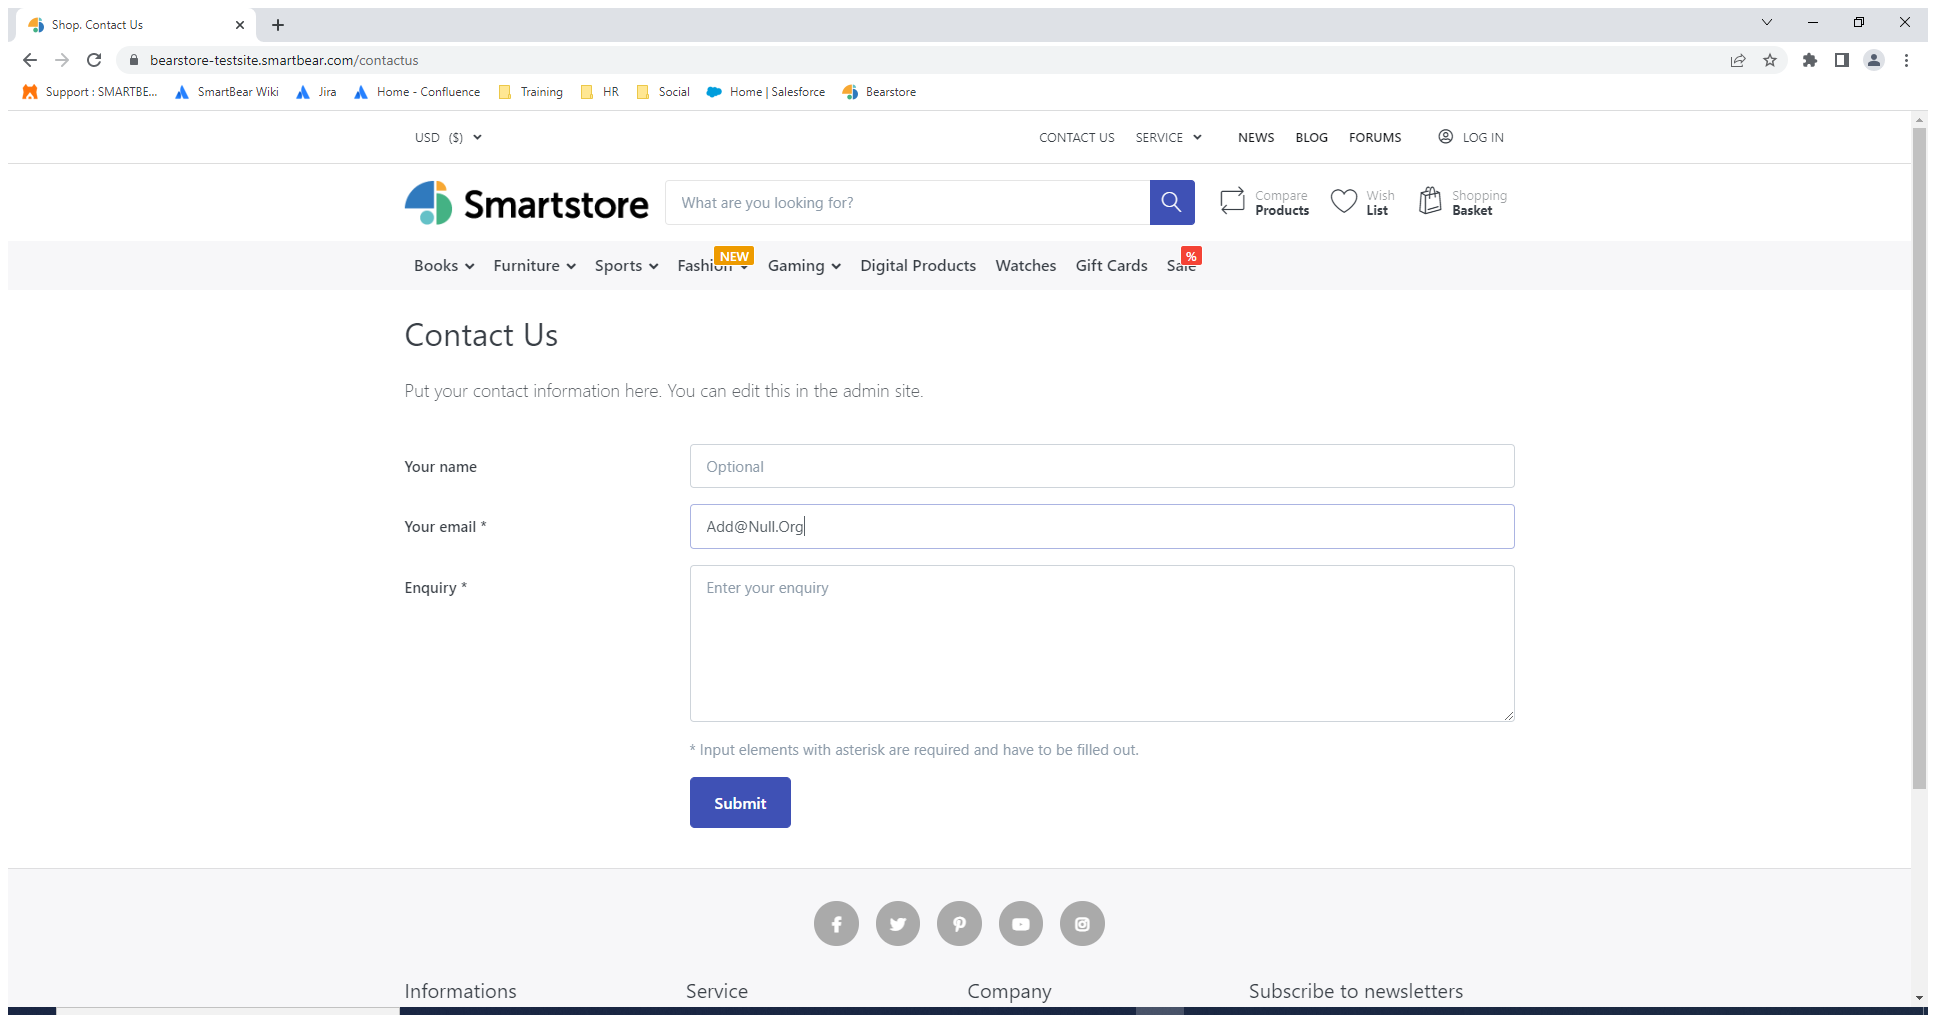 Shop. Contact Us
bearstore-testsite.smartbear.com/contactus
Support : SMARTBE... SmartBear Wiki Jira Home - Confluence Training HR Social Home | Salesforce Bearstore
USD ($) CONTACT US SERVICE NEWS BLOG FORUMS LOG IN
Smartstore What are you looking for? Compare Products Wish List Shopping Basket
NEW %
Books Furniture Sports Fashion Gaming Digital Products Watches Gift Cards Sale
Contact Us
Put your contact information here. You can edit this in the admin site.
Your name Optional
Your email * Add@Null.Org
Enquiry * Enter your enquiry
* Input elements with asterisk are required and have to be filled out.
Submit
Informations Service Company Subscribe to newsletters